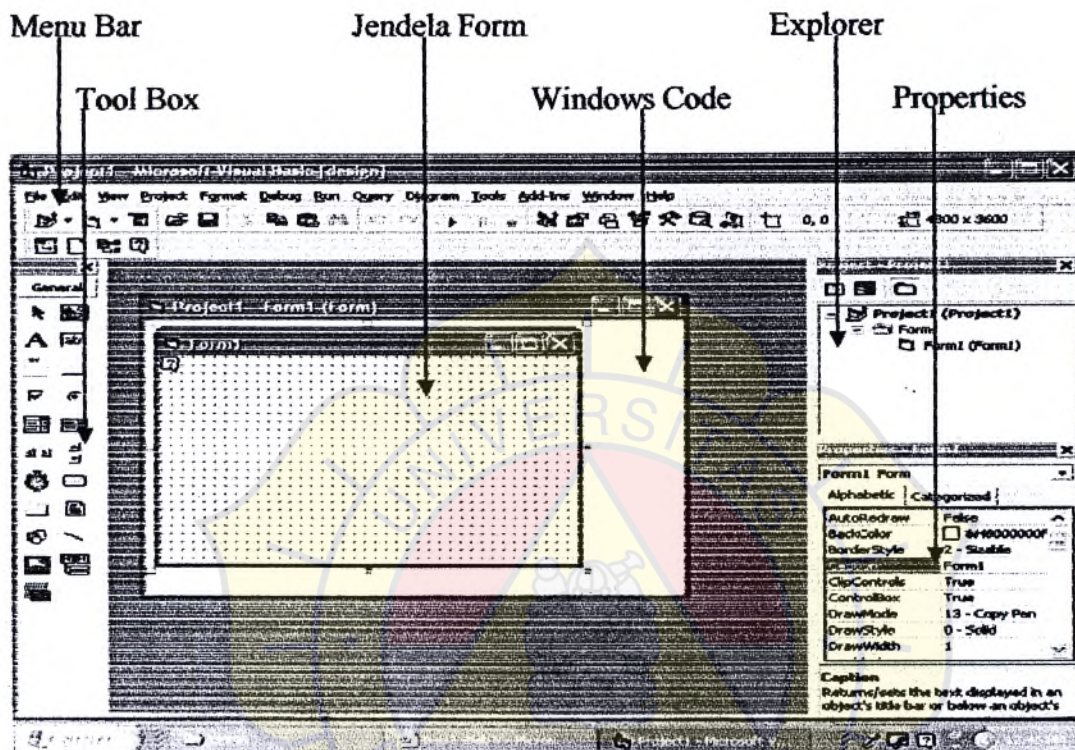 Menu Bar Jendela Form Explorer
Tool Box Windows Code Properties
Project1 - Microsoft Visual Basic [design]
File Edit View Project Format Debug Run Query Diagram Tools Add-Ins Window Help
0, 0 4800 x 3600
General
Project1 - Form1 (Form)
Form1
Project1 (Project1)
Forms
Form1 (Form1)
Form1 Form
Alphabetic Categorized
AutoRedraw False
BackColor &H8000000F
BorderStyle 2 - Sizable
Form1
ClipControls True
ControlBox True
DrawMode 13 - Copy Pen
DrawStyle 0 - Solid
DrawWidth 1
Caption
Returns/sets the text displayed in an
object's title bar or below an object's
Project1 - Microsoft
UNIVERSITAS